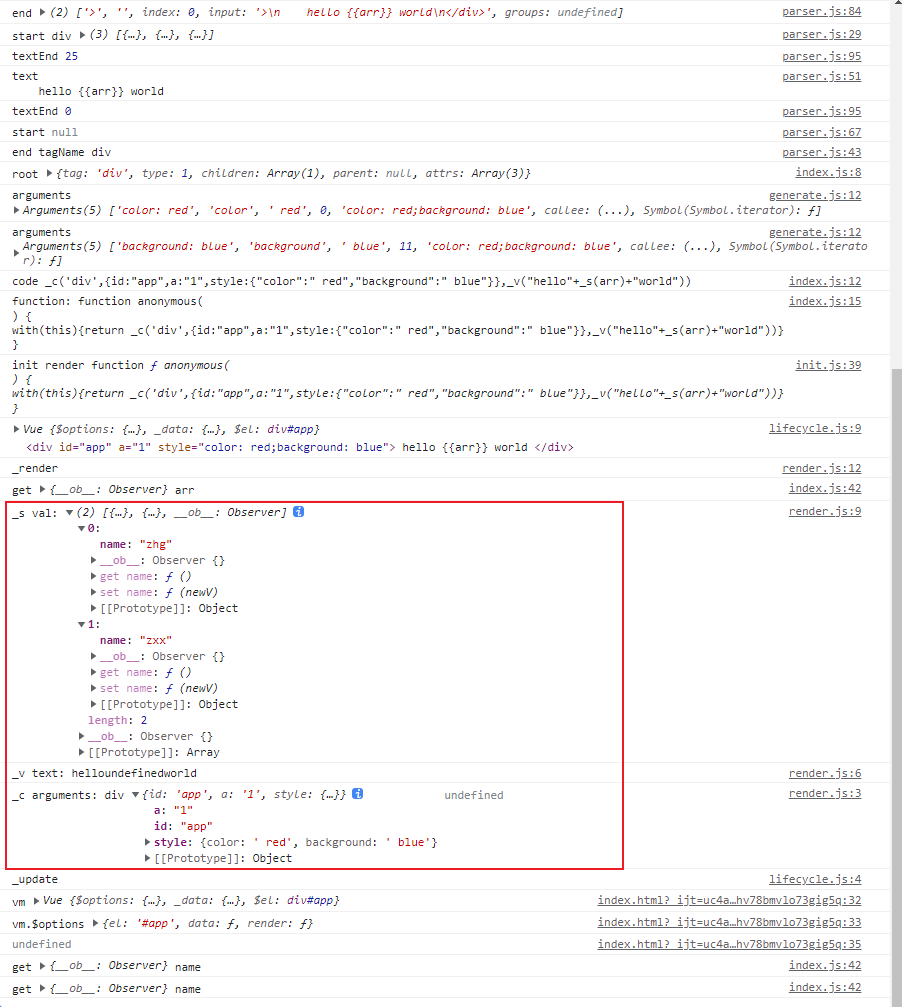 end ▶(2) ['>', '', index: 0, input: '>\n    hello {{arr}} world\n</div>', groups: undefined] parser.js:84
start div ▶(3) [{…}, {…}, {…}] parser.js:29
textEnd 25 parser.js:95
text parser.js:51
hello {{arr}} world
textEnd 0 parser.js:95
start null parser.js:67
end tagName div parser.js:43
root ▶{tag: 'div', type: 1, children: Array(1), parent: null, attrs: Array(3)} index.js:8
arguments generate.js:12
▶Arguments(5) ['color: red', 'color', ' red', 0, 'color: red;background: blue', callee: (...), Symbol(Symbol.iterator): ƒ]
arguments generate.js:12
▶Arguments(5) ['background: blue', 'background', ' blue', 11, 'color: red;background: blue', callee: (...), Symbol(Symbol.iterato
r): ƒ]
code _c('div',{id:"app",a:"1",style:{"color":" red","background":" blue"}},_v("hello"+_s(arr)+"world")) index.js:12
function: function anonymous( index.js:15
) {
with(this){return _c('div',{id:"app",a:"1",style:{"color":" red","background":" blue"}},_v("hello"+_s(arr)+"world"))}
}
init render function ƒ anonymous( init.js:39
) {
with(this){return _c('div',{id:"app",a:"1",style:{"color":" red","background":" blue"}},_v("hello"+_s(arr)+"world"))}
}
▶Vue {$options: {…}, _data: {…}, $el: div#app} lifecycle.js:9
<div id="app" a="1" style="color: red;background: blue"> hello {{arr}} world </div>
_render render.js:12
get ▶{__ob__: Observer} arr index.js:42
_s val: ▼(2) [{…}, {…}, __ob__: Observer] i render.js:9
▼0:
name: "zhg"
▶__ob__: Observer {}
▶get name: ƒ ()
▶set name: ƒ (newV)
▶[[Prototype]]: Object
▼1:
name: "zxx"
▶__ob__: Observer {}
▶get name: ƒ ()
▶set name: ƒ (newV)
▶[[Prototype]]: Object
length: 2
▶__ob__: Observer {}
▶[[Prototype]]: Array
_v text: helloundefinedworld render.js:6
_c arguments: div ▼{id: 'app', a: '1', style: {…}} i undefined render.js:3
a: "1"
id: "app"
▶style: {color: ' red', background: ' blue'}
▶[[Prototype]]: Object
_update lifecycle.js:4
vm ▶Vue {$options: {…}, _data: {…}, $el: div#app} index.html? ijt=uc4a…hv78bmvlo73gig5q:32
vm.$options ▶{el: '#app', data: ƒ, render: ƒ} index.html? ijt=uc4a…hv78bmvlo73gig5q:33
undefined index.html? ijt=uc4a…hv78bmvlo73gig5q:35
get ▶{__ob__: Observer} name index.js:42
get ▶{__ob__: Observer} name index.js:42